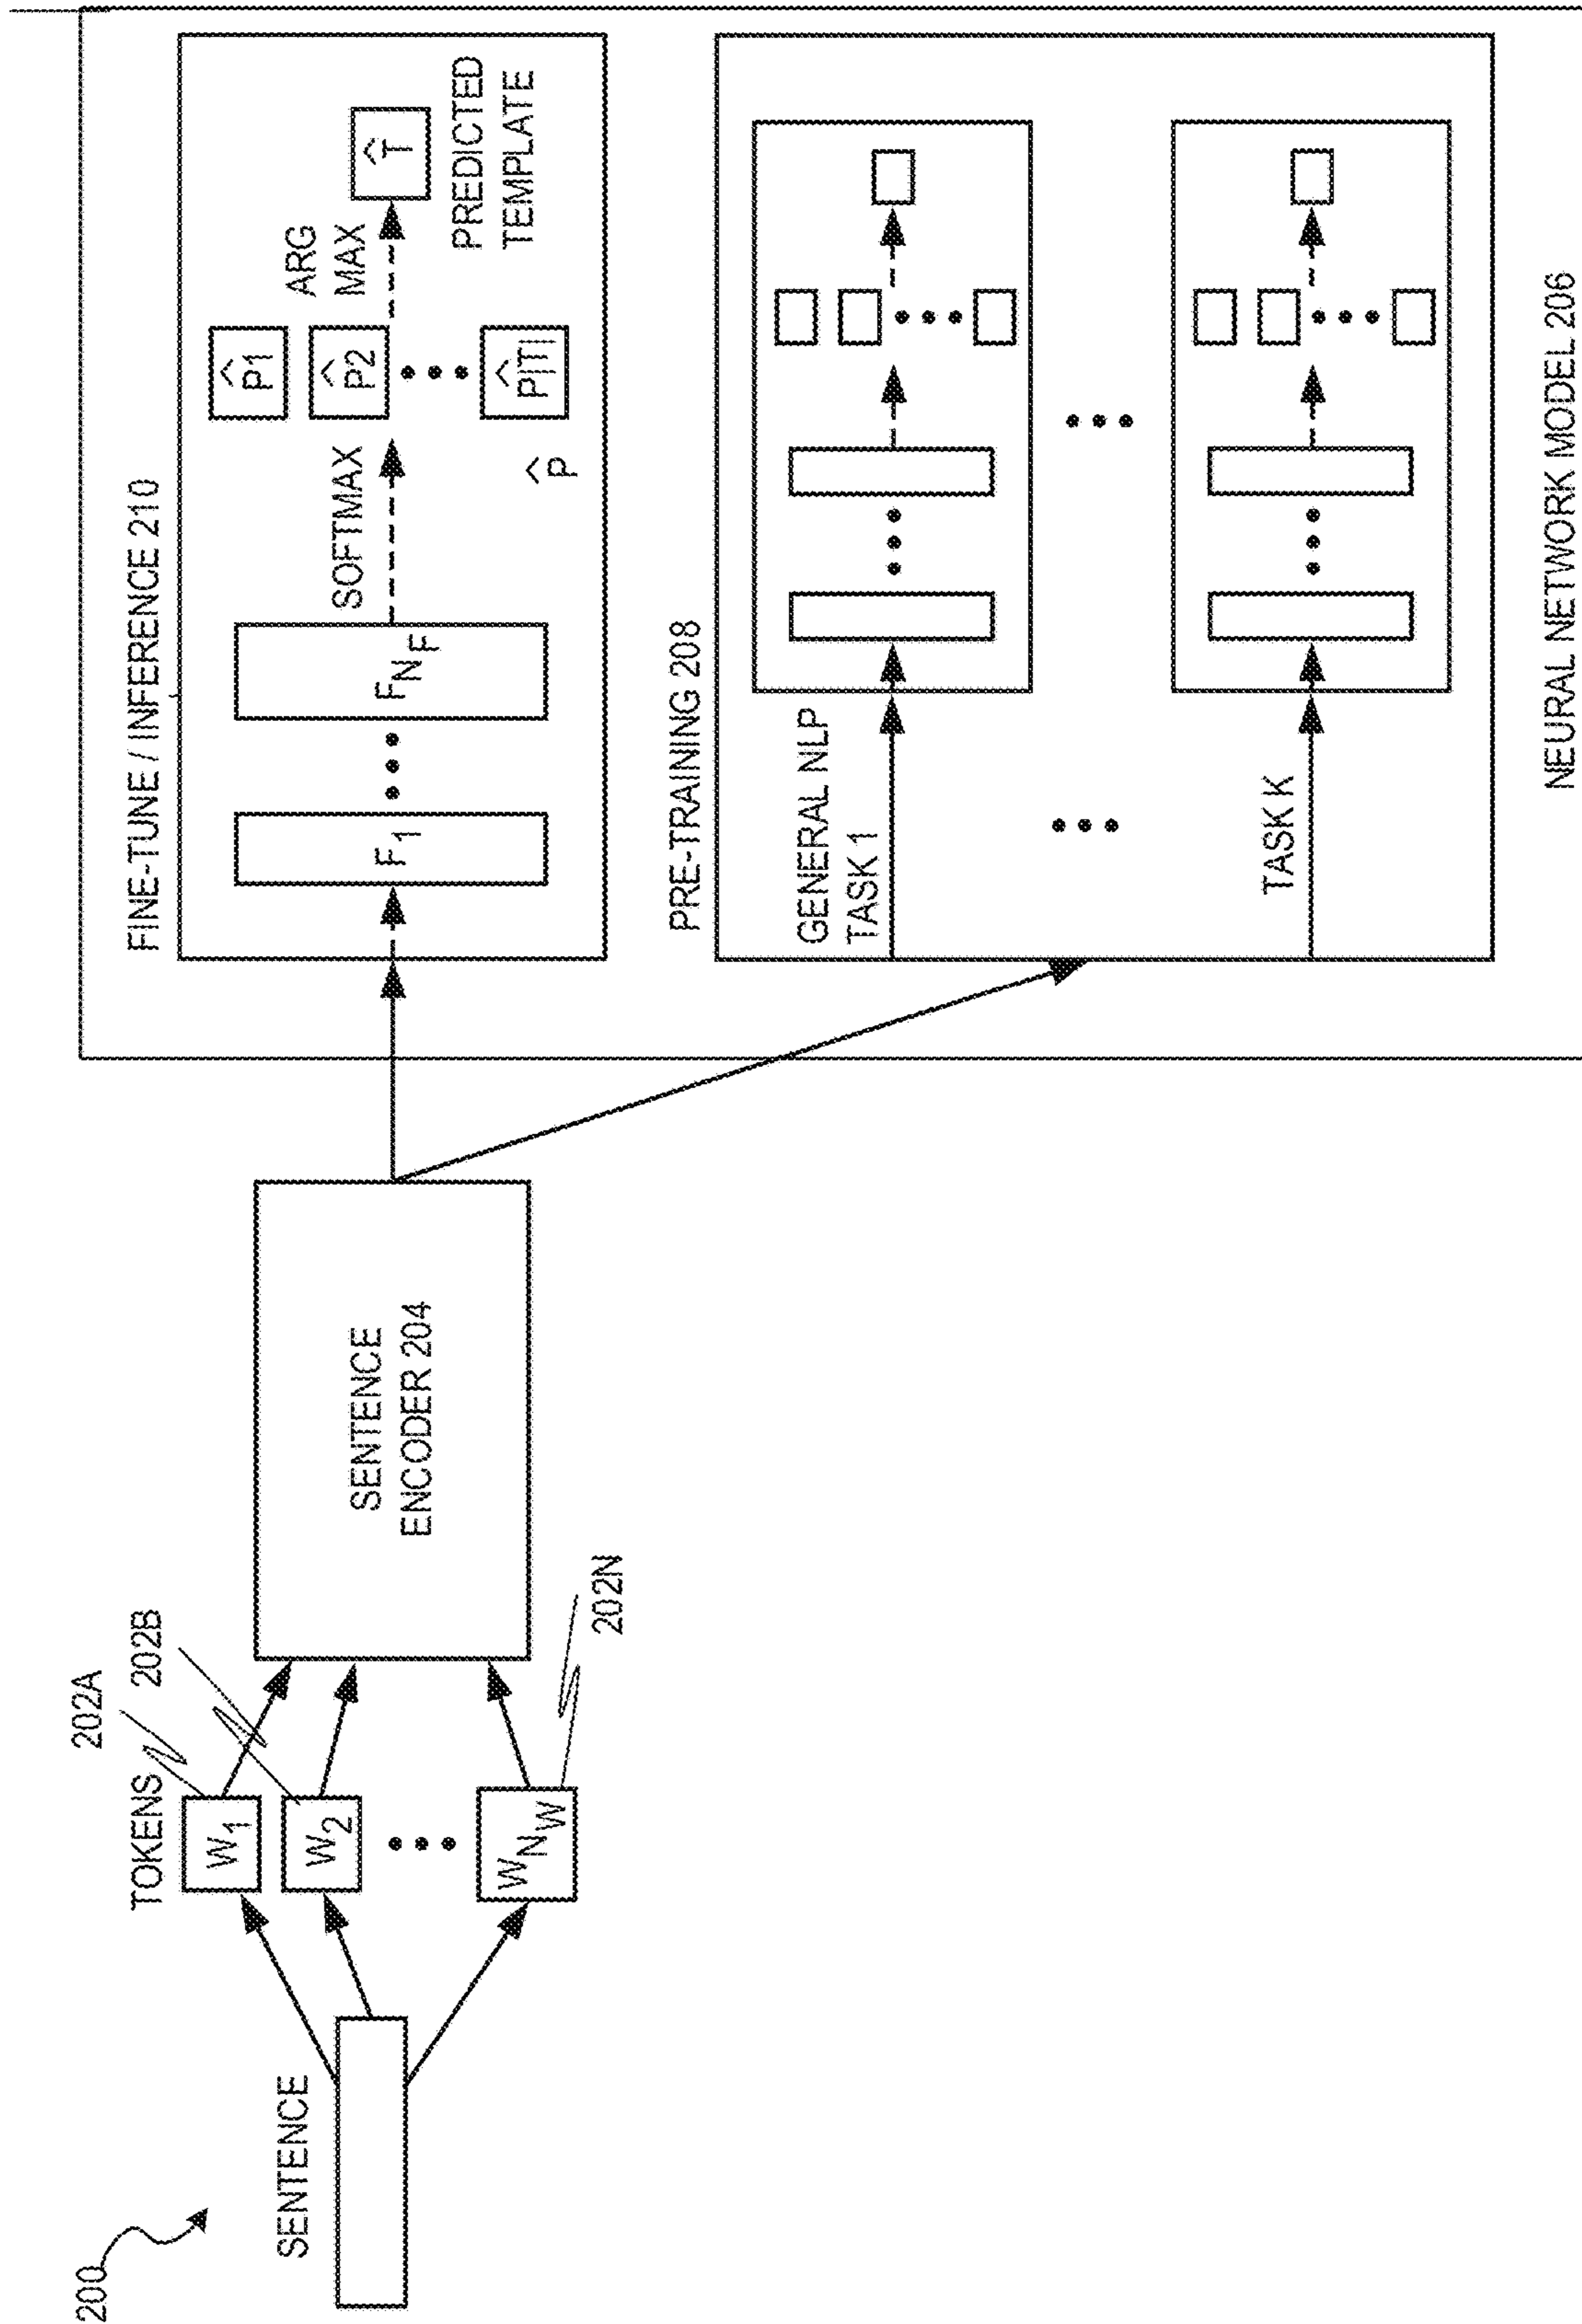 200
SENTENCE
TOKENS
202A
202B
W1
W2
WNW
202N
SENTENCE
ENCODER 204
FINE-TUNE / INFERENCE 210
F1
FNF
SOFTMAX
P̂1
P̂2
P̂|T|
P̂
ARG
MAX
T̂
PREDICTED
TEMPLATE
PRE-TRAINING 208
GENERAL NLP
TASK 1
TASK K
NEURAL NETWORK MODEL 206